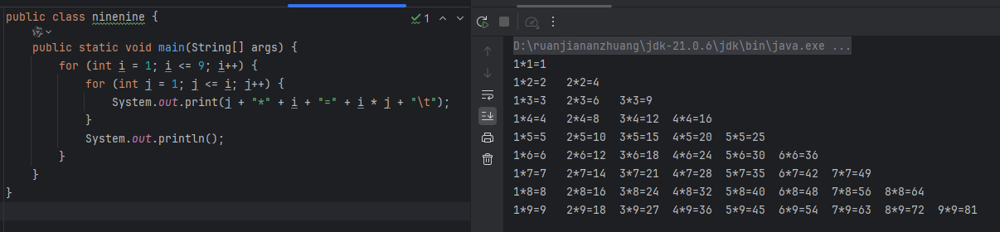 public class ninenine {
1
public static void main(String[] args) {
for (int i = 1; i <= 9; i++) {
for (int j = 1; j <= i; j++) {
System.out.print(j + "*" + i + "=" + i * j + "\t");
}
System.out.println();
}
}
}
D:\ruanjiananzhuang\jdk-21.0.6\jdk\bin\java.exe ...
1*1=1
1*2=2 2*2=4
1*3=3 2*3=6 3*3=9
1*4=4 2*4=8 3*4=12 4*4=16
1*5=5 2*5=10 3*5=15 4*5=20 5*5=25
1*6=6 2*6=12 3*6=18 4*6=24 5*6=30 6*6=36
1*7=7 2*7=14 3*7=21 4*7=28 5*7=35 6*7=42 7*7=49
1*8=8 2*8=16 3*8=24 4*8=32 5*8=40 6*8=48 7*8=56 8*8=64
1*9=9 2*9=18 3*9=27 4*9=36 5*9=45 6*9=54 7*9=63 8*9=72 9*9=81